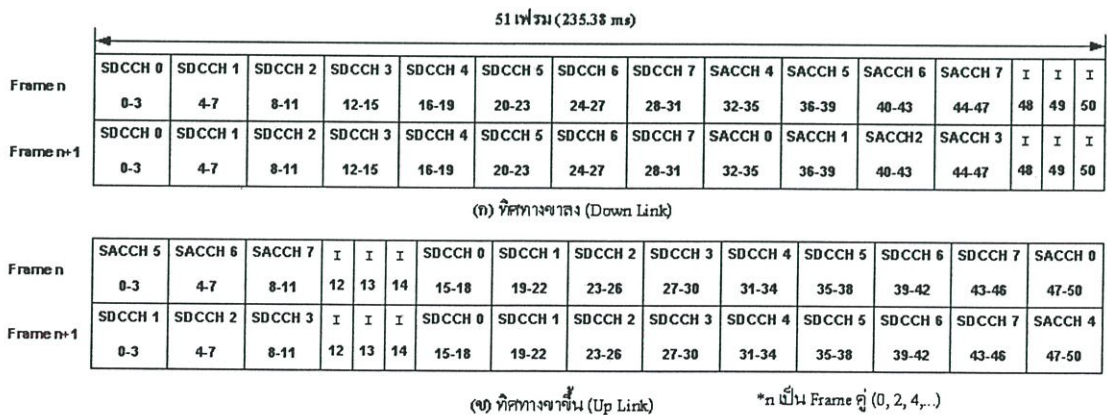 51 เฟรม (235.38 ms)
Frame n
SDCCH 0 SDCCH 1 SDCCH 2 SDCCH 3 SDCCH 4 SDCCH 5 SDCCH 6 SDCCH 7 SACCH 4 SACCH 5 SACCH 6 SACCH 7 I I I
0-3 4-7 8-11 12-15 16-19 20-23 24-27 28-31 32-35 36-39 40-43 44-47 48 49 50
Frame n+1
SDCCH 0 SDCCH 1 SDCCH 2 SDCCH 3 SDCCH 4 SDCCH 5 SDCCH 6 SDCCH 7 SACCH 0 SACCH 1 SACCH2 SACCH 3 I I I
0-3 4-7 8-11 12-15 16-19 20-23 24-27 28-31 32-35 36-39 40-43 44-47 48 49 50
(ก) ทิศทางขาลง (Down Link)
Frame n
SACCH 5 SACCH 6 SACCH 7 I I I SDCCH 0 SDCCH 1 SDCCH 2 SDCCH 3 SDCCH 4 SDCCH 5 SDCCH 6 SDCCH 7 SACCH 0
0-3 4-7 8-11 12 13 14 15-18 19-22 23-26 27-30 31-34 35-38 39-42 43-46 47-50
Frame n+1
SDCCH 1 SDCCH 2 SDCCH 3 I I I SDCCH 0 SDCCH 1 SDCCH 2 SDCCH 3 SDCCH 4 SDCCH 5 SDCCH 6 SDCCH 7 SACCH 4
0-3 4-7 8-11 12 13 14 15-18 19-22 23-26 27-30 31-34 35-38 39-42 43-46 47-50
(ข) ทิศทางขาขึ้น (Up Link)
*n เป็น Frame คู่ (0, 2, 4,...)